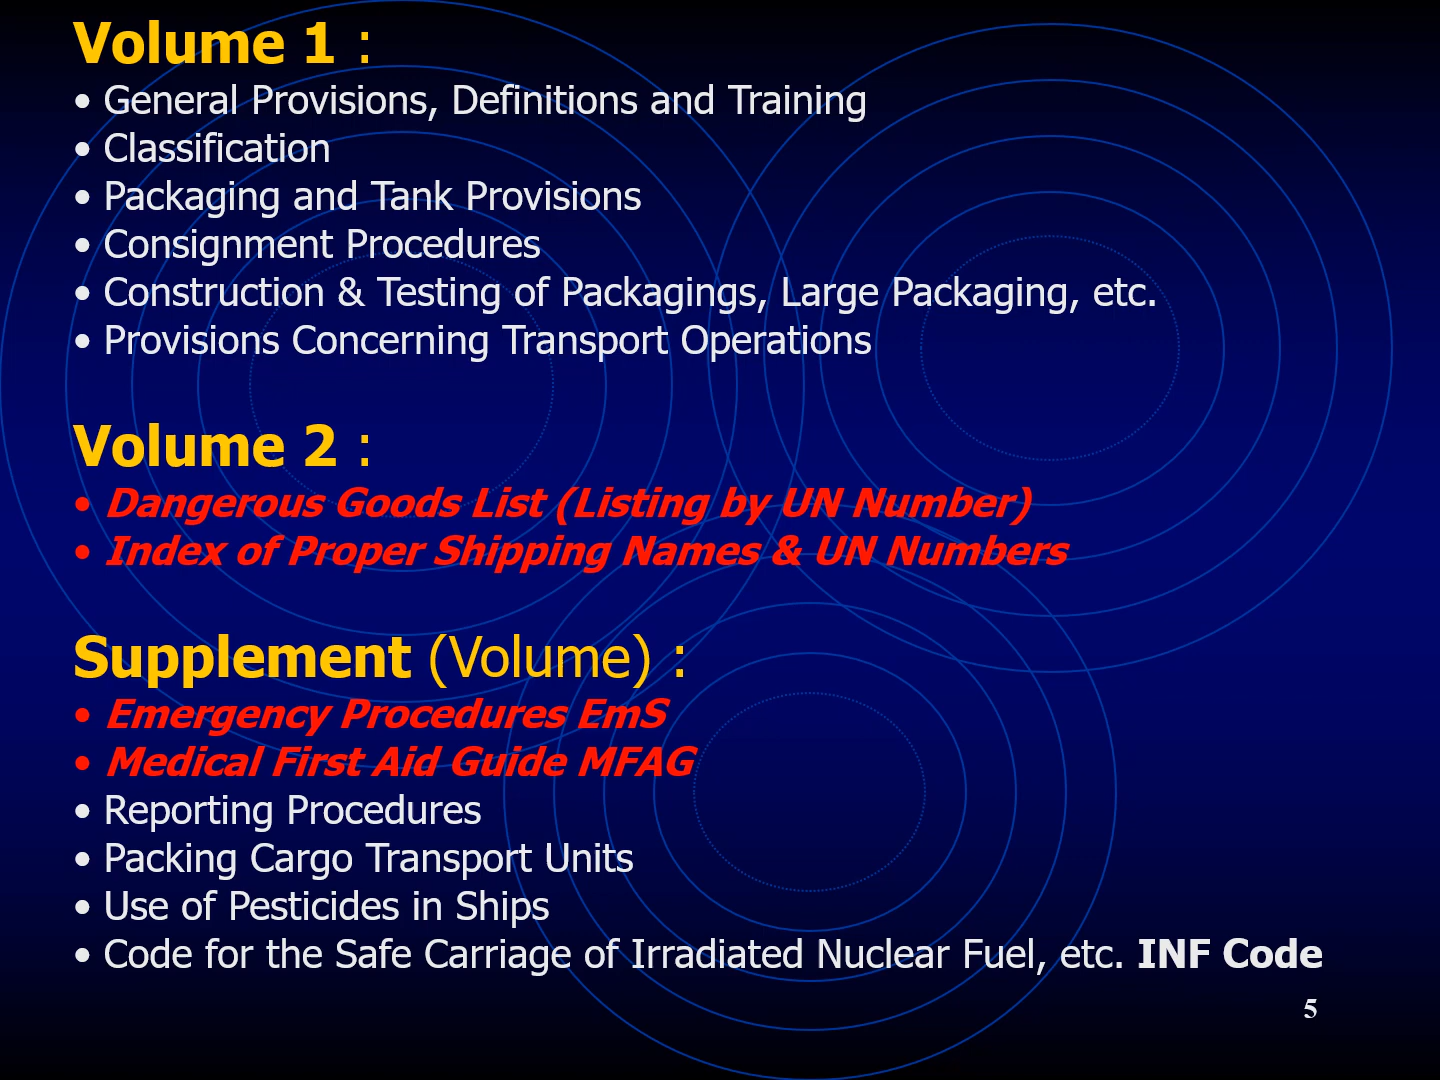 Volume 1 :
• General Provisions, Definitions and Training
• Classification
• Packaging and Tank Provisions
• Consignment Procedures
• Construction & Testing of Packagings, Large Packaging, etc.
• Provisions Concerning Transport Operations
Volume 2 :
• Dangerous Goods List (Listing by UN Number)
• Index of Proper Shipping Names & UN Numbers
Supplement (Volume) :
• Emergency Procedures EmS
• Medical First Aid Guide MFAG
• Reporting Procedures
• Packing Cargo Transport Units
• Use of Pesticides in Ships
• Code for the Safe Carriage of Irradiated Nuclear Fuel, etc. INF Code
5